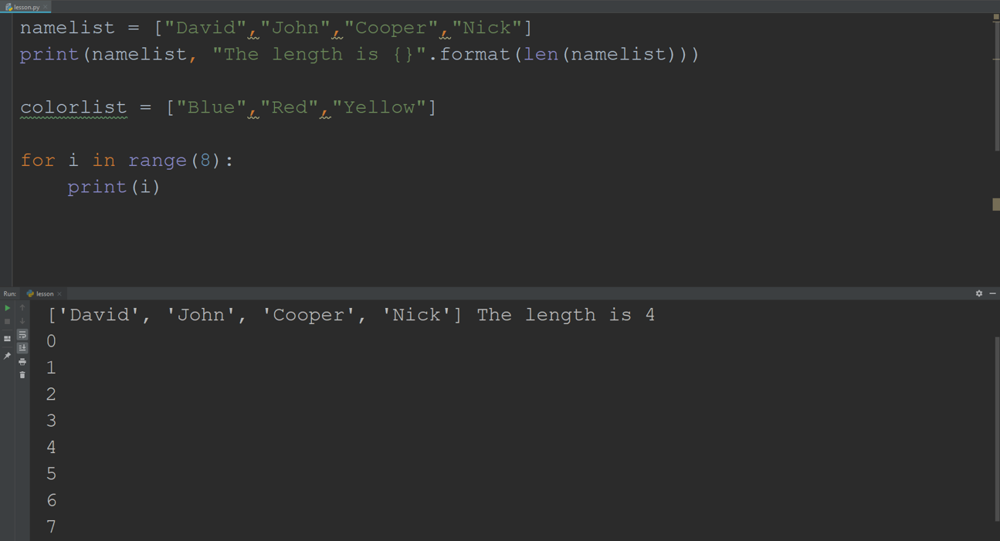 lesson.py
namelist = ["David","John","Cooper","Nick"]
print(namelist, "The length is {}".format(len(namelist)))
colorlist = ["Blue","Red","Yellow"]
for i in range(8):
    print(i)
Run: lesson
['David', 'John', 'Cooper', 'Nick'] The length is 4
0
1
2
3
4
5
6
7